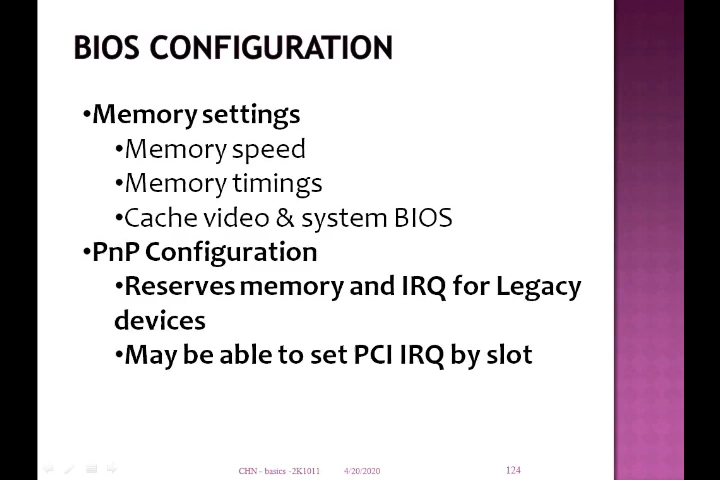 BIOS CONFIGURATION
•Memory settings
•Memory speed
•Memory timings
•Cache video & system BIOS
•PnP Configuration
•Reserves memory and IRQ for Legacy
devices
•May be able to set PCI IRQ by slot
CHN - basics -2K1011 4/20/2020 124